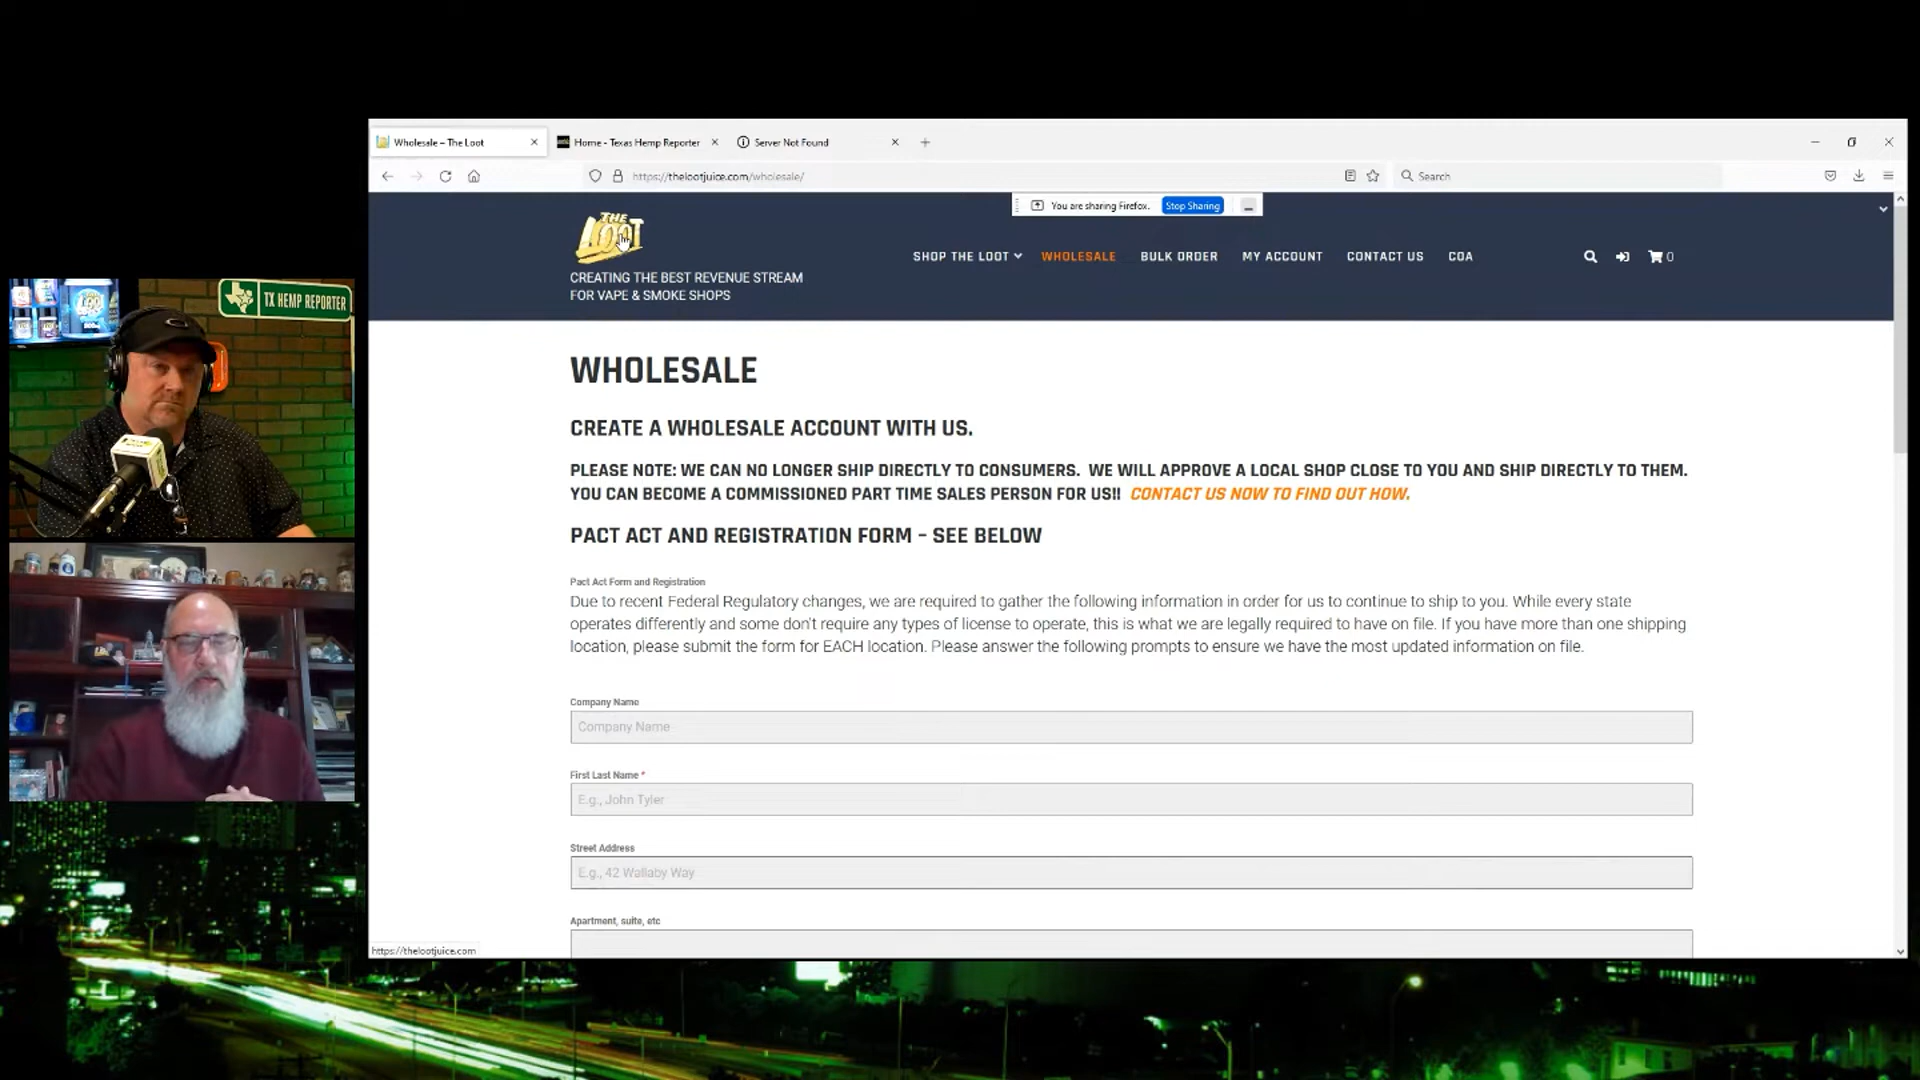 Wholesale – The Loot
Home - Texas Hemp Reporter
Server Not Found
https://thelootjuice.com/wholesale/
Search
You are sharing Firefox.
Stop Sharing
THE
LOOT
CREATING THE BEST REVENUE STREAM
FOR VAPE & SMOKE SHOPS
SHOP THE LOOT
WHOLESALE
BULK ORDER
MY ACCOUNT
CONTACT US
COA
0
TX HEMP REPORTER
WHOLESALE
CREATE A WHOLESALE ACCOUNT WITH US.
PLEASE NOTE: WE CAN NO LONGER SHIP DIRECTLY TO CONSUMERS. WE WILL APPROVE A LOCAL SHOP CLOSE TO YOU AND SHIP DIRECTLY TO THEM.
YOU CAN BECOME A COMMISSIONED PART TIME SALES PERSON FOR US!! CONTACT US NOW TO FIND OUT HOW.
PACT ACT AND REGISTRATION FORM – SEE BELOW
Pact Act Form and Registration
Due to recent Federal Regulatory changes, we are required to gather the following information in order for us to continue to ship to you. While every state
operates differently and some don't require any types of license to operate, this is what we are legally required to have on file. If you have more than one shipping
location, please submit the form for EACH location. Please answer the following prompts to ensure we have the most updated information on file.
Company Name
Company Name
First Last Name *
E.g., John Tyler
Street Address
E.g., 42 Wallaby Way
Apartment, suite, etc
https://thelootjuice.com